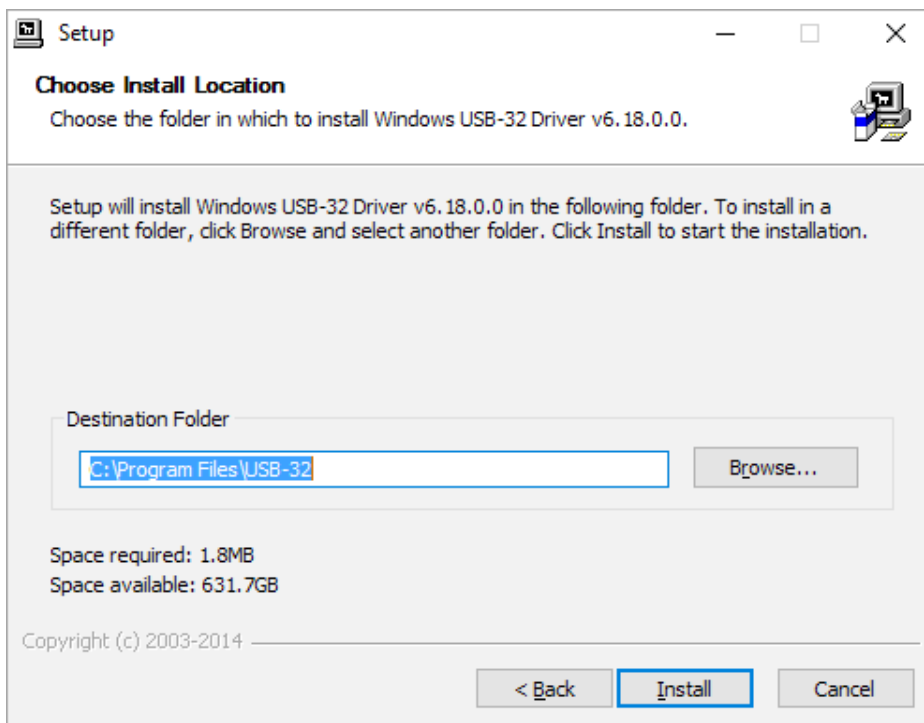 Setup
Choose Install Location
Choose the folder in which to install Windows USB-32 Driver v6.18.0.0.
Setup will install Windows USB-32 Driver v6.18.0.0 in the following folder. To install in a
different folder, click Browse and select another folder. Click Install to start the installation.
Destination Folder
C:\Program Files\USB-32
Browse...
Space required: 1.8MB
Space available: 631.7GB
Copyright (c) 2003-2014
< Back
Install
Cancel